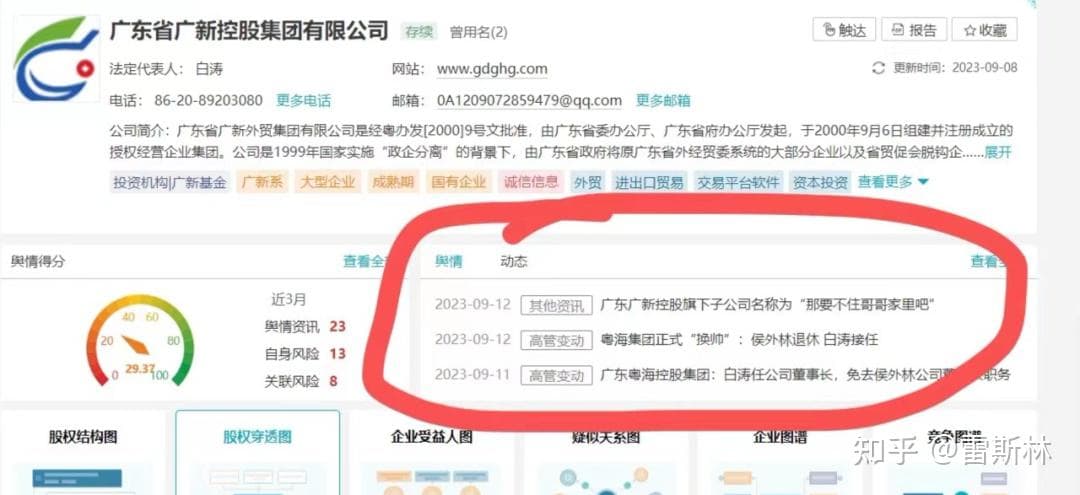 广东省广新控股集团有限公司 存续 曾用名(2) 触达 报告 收藏
法定代表人： 白涛 网站： www.gdghg.com 更新时间：2023-09-08
电话： 86-20-89203080 更多电话 邮箱： 0A1209072859479@qq.com 更多邮箱
公司简介：广东省广新外贸集团有限公司是经粤办发[2000]9号文批准，由广东省委办公厅、广东省府办公厅发起，于2000年9月6日组建并注册成立的
授权经营企业集团。公司是1999年国家实施“政企分离”的背景下，由广东省政府将原广东省外经贸委系统的大部分企业以及省贸促会脱钩企......展开
投资机构|广新基金 广新系 大型企业 成熟期 国有企业 诚信信息 外贸 进出口贸易 交易平台软件 资本投资 查看更多
舆情得分 查看全 舆情 动态 查看全
近3月
舆情资讯 23
自身风险 13
关联风险 8
0 20 40 60 80 100
29.37
2023-09-12 其他资讯 广东广新控股旗下子公司名称为“那要不住哥哥家里吧”
2023-09-12 高管变动 粤海集团正式“换帅”：侯外林退休 白涛接任
2023-09-11 高管变动 广东粤海控股集团：白涛任公司董事长，免去侯外林公司董 职务
股权结构图 股权穿透图 企业受益人图 疑似关系图 企业图谱 竞争图谱
知乎 @雷斯林